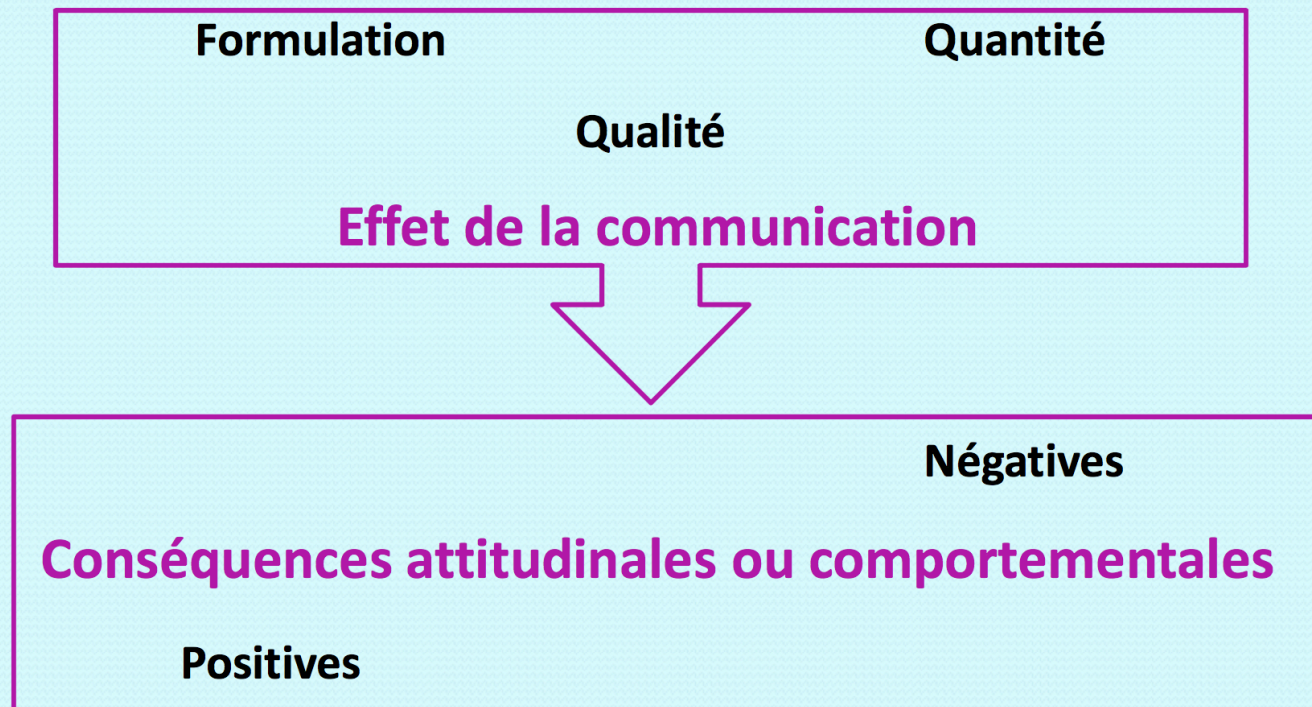 Formulation
Quantité
Qualité
Effet de la communication
Négatives
Conséquences attitudinales ou comportementales
Positives